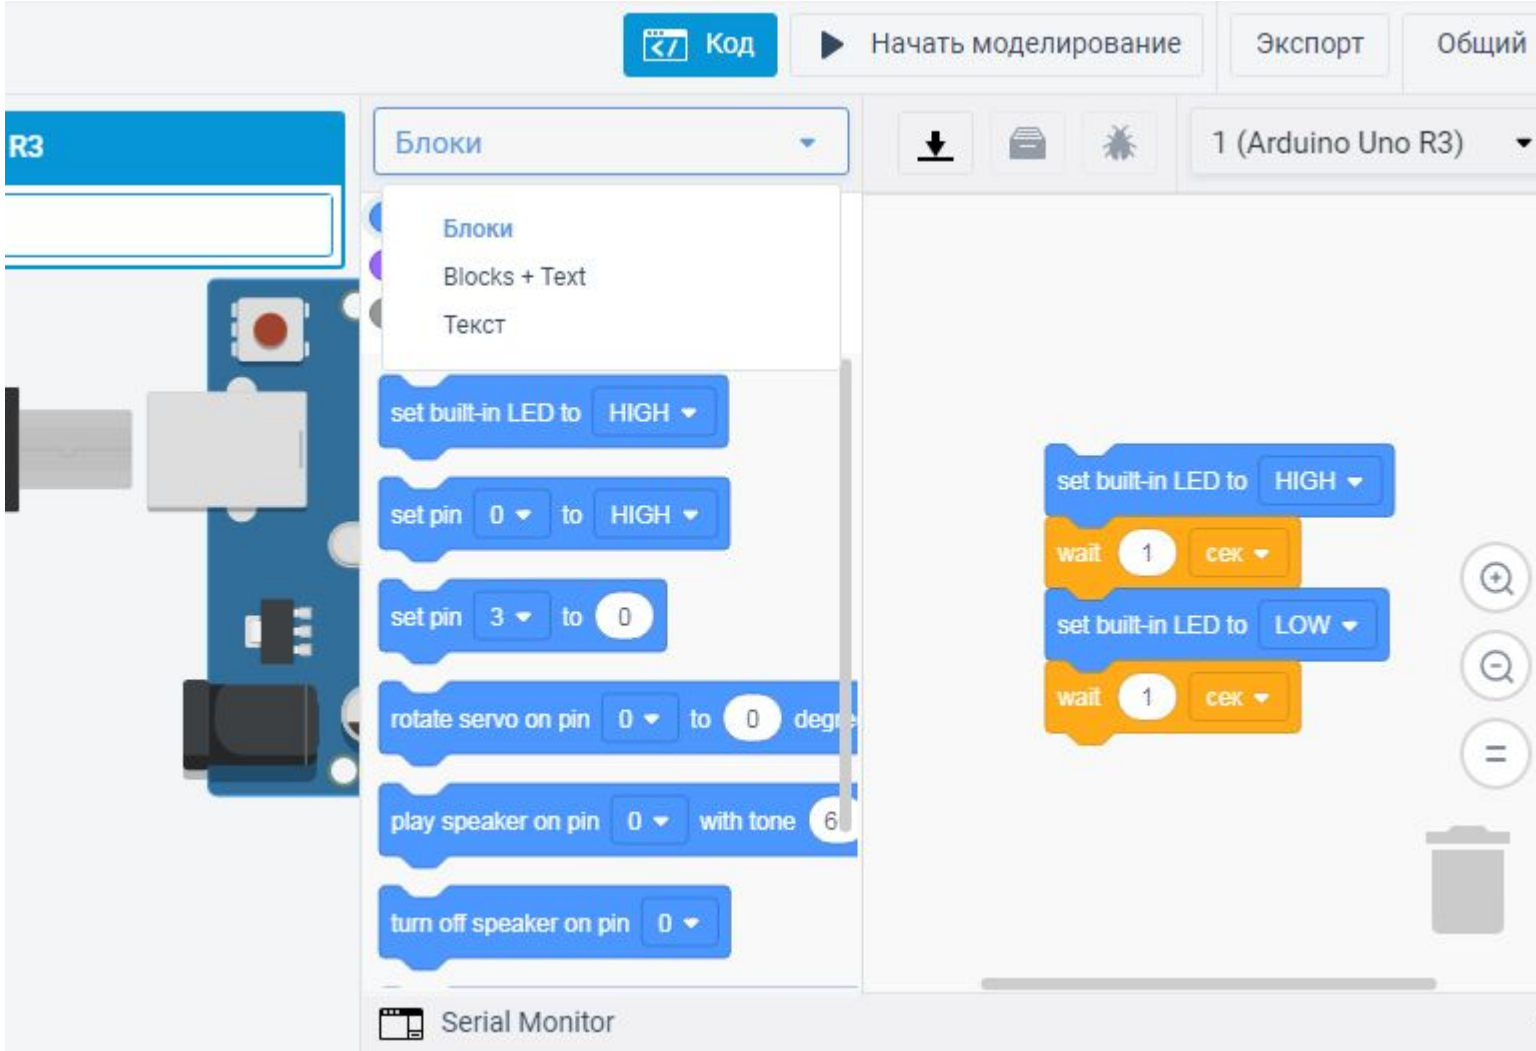 Код
Начать моделирование
Экспорт
Общий
R3
Блоки
1 (Arduino Uno R3)
Блоки
Blocks + Text
Текст
set built-in LED to HIGH
set pin 0 to HIGH
set pin 3 to 0
rotate servo on pin 0 to 0 degre
play speaker on pin 0 with tone 6
turn off speaker on pin 0
set built-in LED to HIGH
wait 1 сек
set built-in LED to LOW
wait 1 сек
Serial Monitor